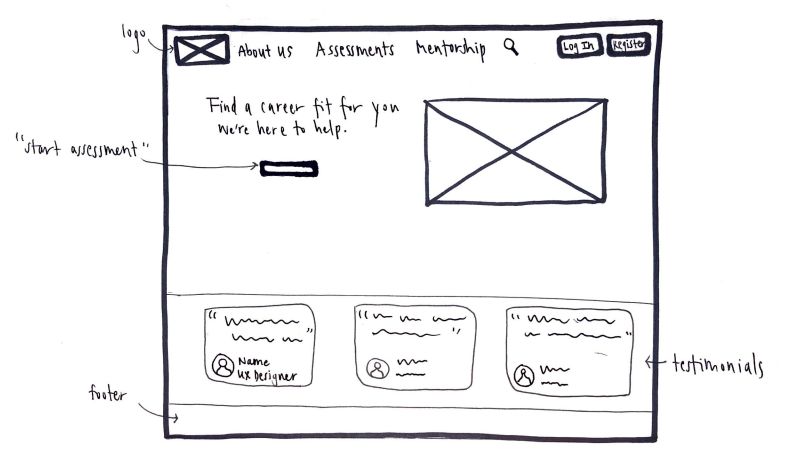 logo
About Us Assessments Mentorship Log In Register
Find a career fit for you
we're here to help.
"start assessment"
" "
Name
UX Designer
" "
" "
testimonials
footer